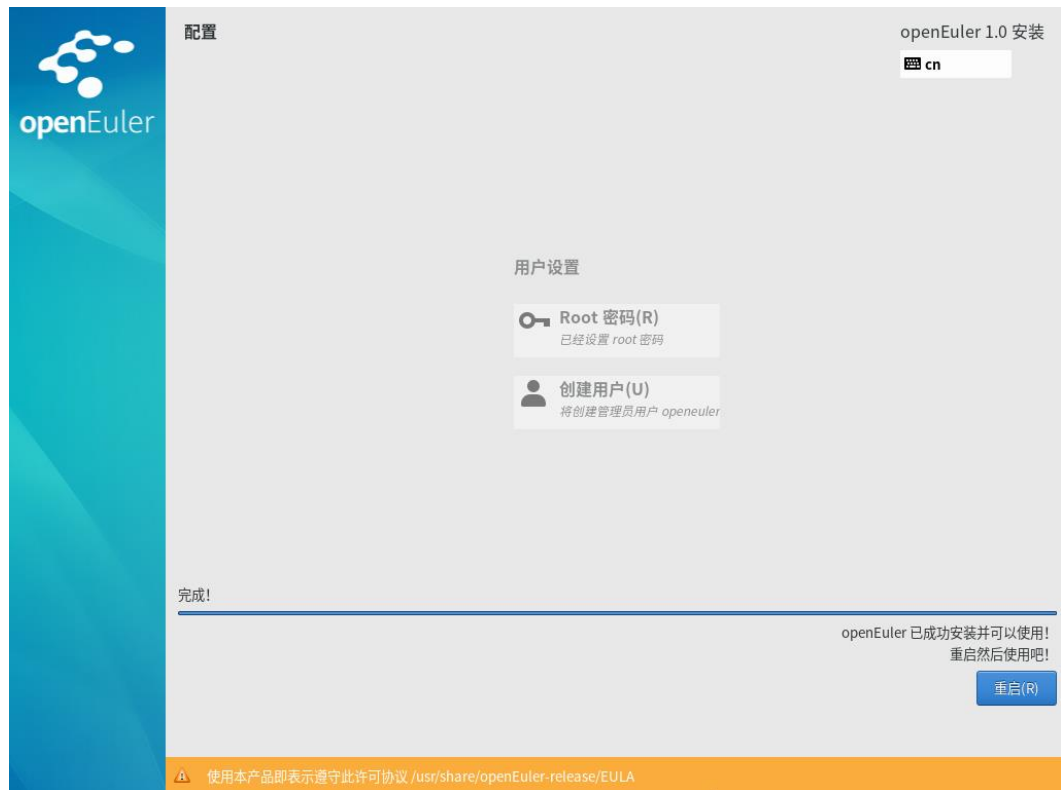 openEuler
配置
openEuler 1.0 安装
cn
用户设置
Root 密码(R)
已经设置 root 密码
创建用户(U)
将创建管理员用户 openeuler
完成!
openEuler 已成功安装并可以使用!
重启然后使用吧!
重启(R)
使用本产品即表示遵守此许可协议 /usr/share/openEuler-release/EULA